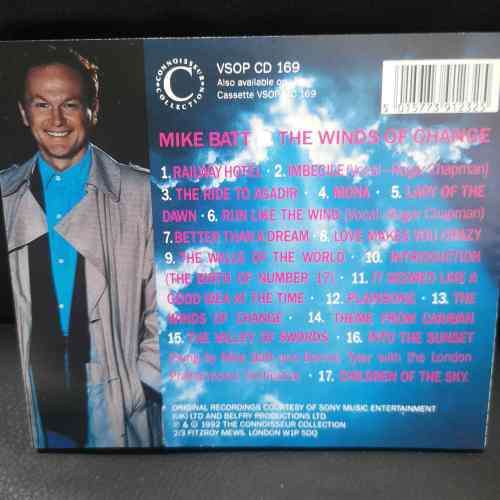 CONNOISSEUR
C
COLLECTION
VSOP CD 169
Also available on
Cassette VSOP C 169
5 015773 912325
MIKE BATT THE WINDS OF CHANGE
1. RAILWAY HOTEL · 2. IMBECILE (Vocal - Roger Chapman)
3. THE RIDE TO AGADIR · 4. MONA · 5. LADY OF THE
DAWN · 6. RUN LIKE THE WIND (Vocal - Roger Chapman)
7. BETTER THAN A DREAM · 8. LOVE MAKES YOU CRAZY
9. THE WALLS OF THE WORLD · 10. INTRODUCTION
(THE BIRTH OF NUMBER 17) · 11. IT SEEMED LIKE A
GOOD IDEA AT THE TIME · 12. PLAINSONG · 13. THE
WINDS OF CHANGE · 14. THEME FROM CARAVAN
15. THE VALLEY OF SWORDS · 16. INTO THE SUNSET
(Sung by Mike Batt and Bonnie Tyler with the London
Philharmonic Orchestra) · 17. CHILDREN OF THE SKY.
ORIGINAL RECORDINGS COURTESY OF SONY MUSIC ENTERTAINMENT
(UK) LTD AND BELFRY PRODUCTIONS LTD
℗ & © 1992 THE CONNOISSEUR COLLECTION
2/3 FITZROY MEWS. LONDON W1P 5DQ